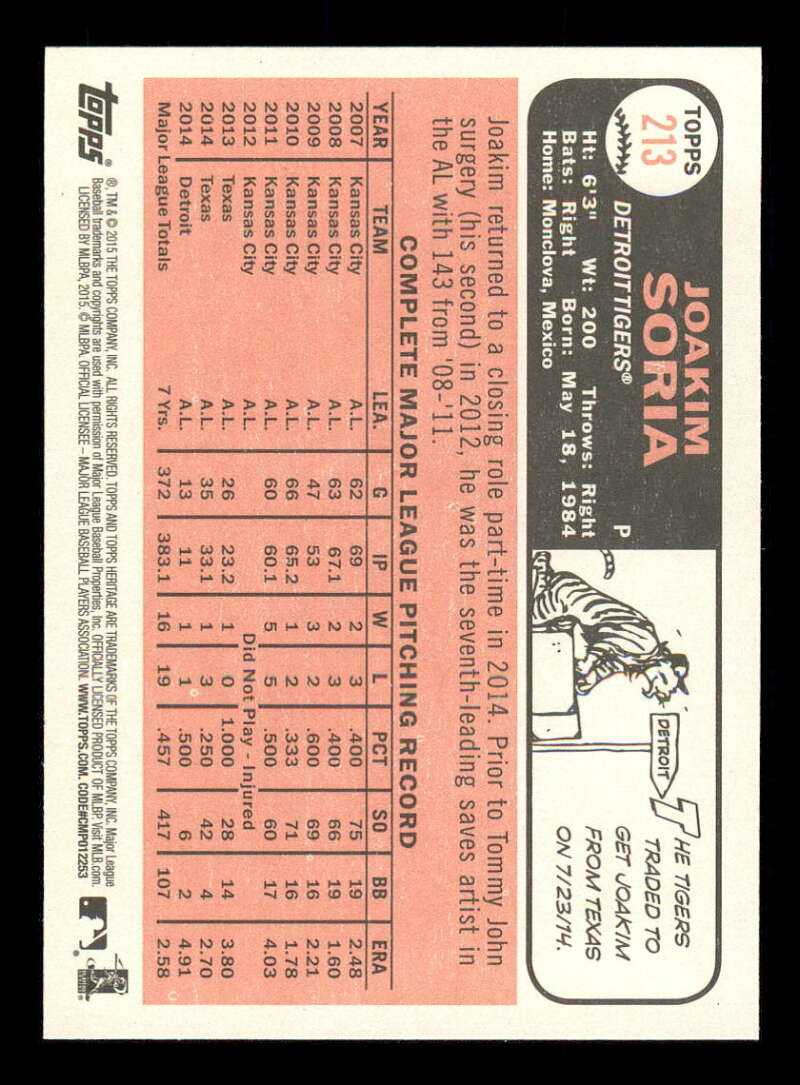 TOPPS
213
JOAKIM
SORIA
DETROIT TIGERS® P
Ht: 6'3" Wt: 200 Throws: Right
Bats: Right Born: May 18, 1984
Home: Monclova, Mexico
DETROIT
THE TIGERS
TRADED TO
GET JOAKIM
FROM TEXAS
ON 7/23/14.
Joakim returned to a closing role part-time in 2014. Prior to Tommy John
surgery (his second) in 2012, he was the seventh-leading saves artist in
the AL with 143 from '08-'11.
COMPLETE MAJOR LEAGUE PITCHING RECORD
YEAR TEAM LEA. G IP W L PCT SO BB ERA
2007 Kansas City A.L. 62 69 2 3 .400 75 19 2.48
2008 Kansas City A.L. 63 67.1 2 3 .400 66 19 1.60
2009 Kansas City A.L. 47 53 3 2 .600 69 16 2.21
2010 Kansas City A.L. 66 65.2 1 2 .333 71 16 1.78
2011 Kansas City A.L. 60 60.1 5 5 .500 60 17 4.03
2012 Kansas City A.L. Did Not Play - Injured
2013 Texas A.L. 26 23.2 1 0 1.000 28 14 3.80
2014 Texas A.L. 35 33.1 1 3 .250 42 4 2.70
2014 Detroit A.L. 13 11 1 1 .500 6 2 4.91
Major League Totals 7 Yrs. 372 383.1 16 19 .457 417 107 2.58
topps®
®, TM & © 2015 THE TOPPS COMPANY, INC. ALL RIGHTS RESERVED. TOPPS AND TOPPS HERITAGE ARE TRADEMARKS OF THE TOPPS COMPANY, INC. Major League
Baseball trademarks and copyrights are used with permission of Major League Baseball Properties, Inc. OFFICIALLY LICENSED PRODUCT OF MLBP. Visit MLB.com.
LICENSED BY MLBPA, 2015. © MLBPA. OFFICIAL LICENSEE – MAJOR LEAGUE BASEBALL PLAYERS ASSOCIATION. WWW.TOPPS.COM. CODE#CMP012253